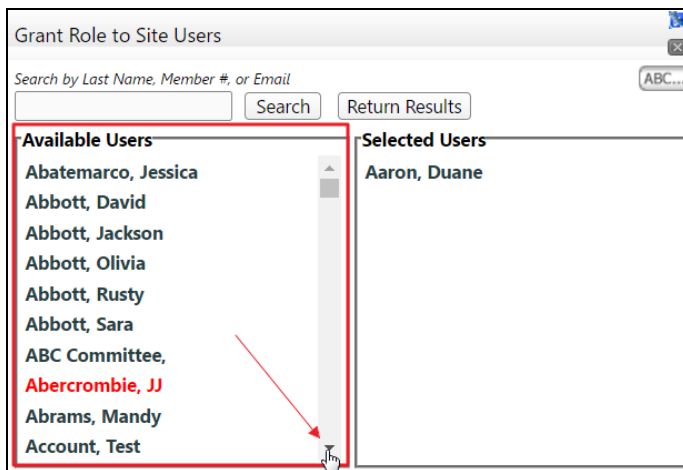 Grant Role to Site Users
Search by Last Name, Member #, or Email
ABC...
Search
Return Results
Available Users
Abatemarco, Jessica
Abbott, David
Abbott, Jackson
Abbott, Olivia
Abbott, Rusty
Abbott, Sara
ABC Committee,
Abercrombie, JJ
Abrams, Mandy
Account, Test
Selected Users
Aaron, Duane